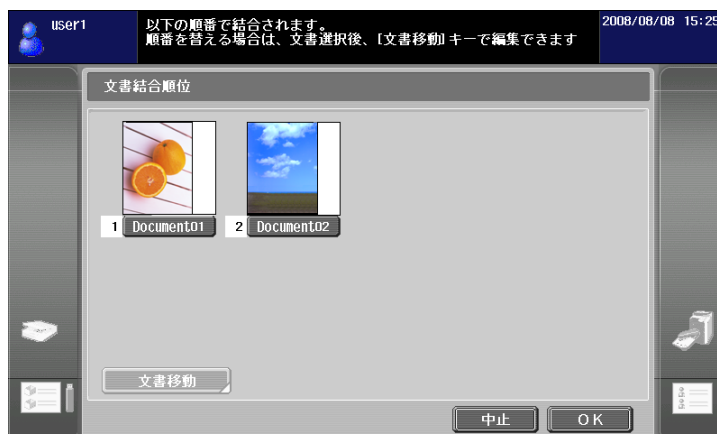 user1
以下の順番で結合されます。
順番を替える場合は、文書選択後、[文書移動]キーで編集できます
2008/08/08 15:25
文書結合順位
1 Document01
2 Document02
文書移動
中止
OK